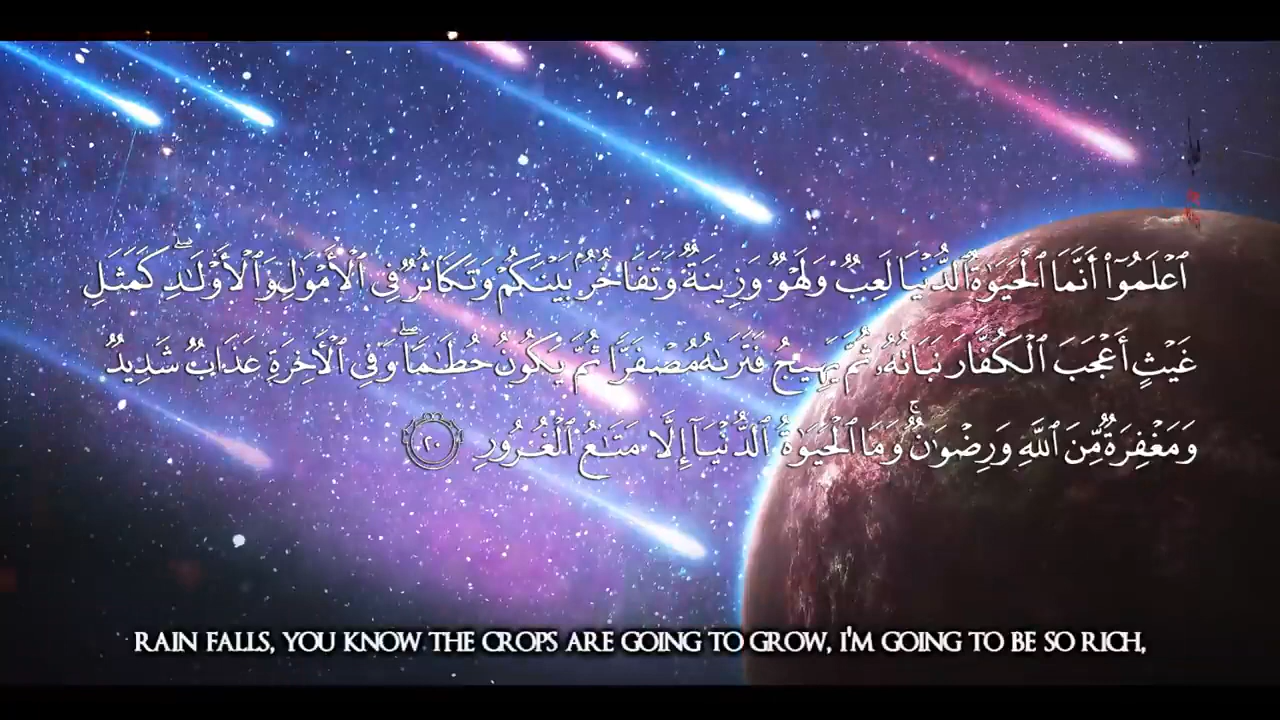 ٱعۡلَمُوٓاْ أَنَّمَا ٱلۡحَيَوٰةُ ٱلدُّنۡيَا لَعِبٞ وَلَهۡوٞ وَزِينَةٞ وَتَفَاخُرُۢ بَيۡنَكُمۡ وَتَكَاثُرٞ فِي ٱلۡأَمۡوَٰلِ وَٱلۡأَوۡلَٰدِۖ كَمَثَلِ
غَيۡثٍ أَعۡجَبَ ٱلۡكُفَّارَ نَبَاتُهُۥ ثُمَّ يَهِيجُ فَتَرَىٰهُ مُصۡفَرّٗا ثُمَّ يَكُونُ حُطَٰمٗاۖ وَفِي ٱلۡأٓخِرَةِ عَذَابٞ شَدِيدٞ
وَمَغۡفِرَةٞ مِّنَ ٱللَّهِ وَرِضۡوَٰنٞۚ وَمَا ٱلۡحَيَوٰةُ ٱلدُّنۡيَآ إِلَّا مَتَٰعُ ٱلۡغُرُورِ ٢٠
RAIN FALLS, YOU KNOW THE CROPS ARE GOING TO GROW, I'M GOING TO BE SO RICH,